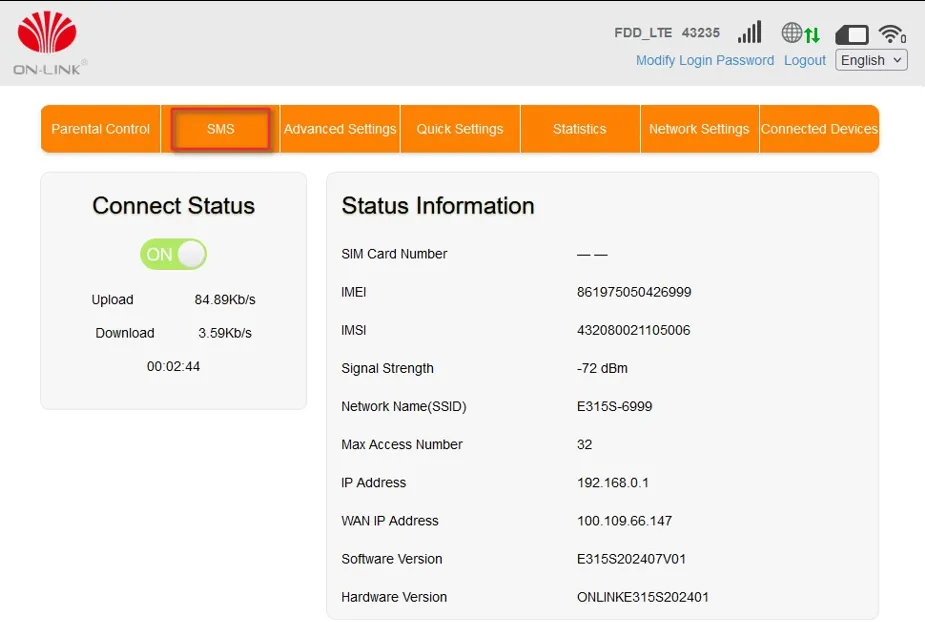 FDD_LTE 43235
ON-LINK®
Modify Login Password Logout English
Parental Control SMS Advanced Settings Quick Settings Statistics Network Settings Connected Devices
Connect Status
ON
Upload 84.89Kb/s
Download 3.59Kb/s
00:02:44
Status Information
SIM Card Number — —
IMEI 861975050426999
IMSI 432080021105006
Signal Strength -72 dBm
Network Name(SSID) E315S-6999
Max Access Number 32
IP Address 192.168.0.1
WAN IP Address 100.109.66.147
Software Version E315S202407V01
Hardware Version ONLINKE315S202401